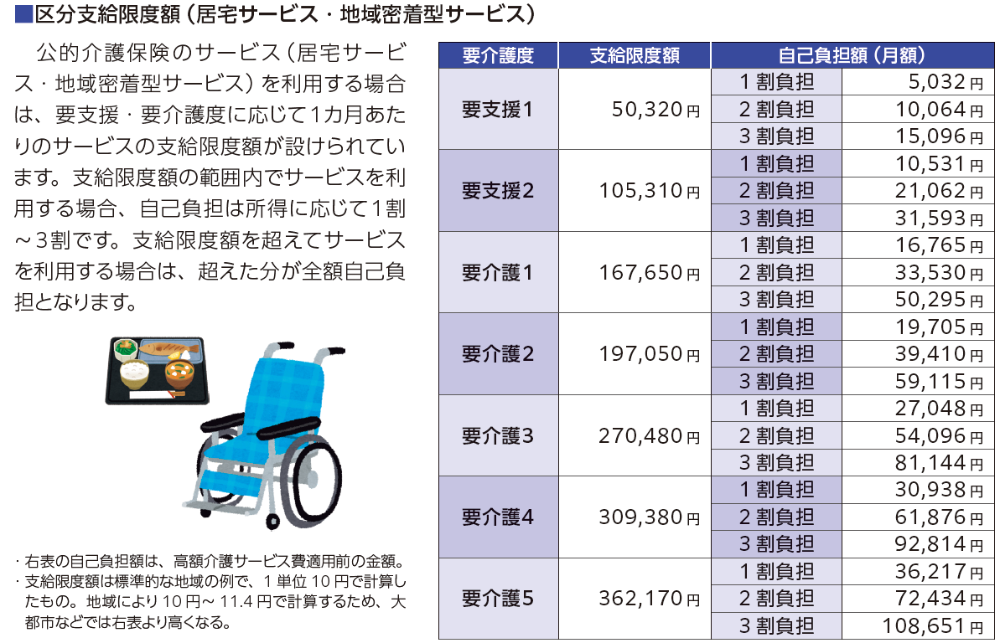 ■区分支給限度額（居宅サービス・地域密着型サービス）
　公的介護保険のサービス（居宅サービ
ス・地域密着型サービス）を利用する場合
は、要支援・要介護度に応じて1カ月あた
りのサービスの支給限度額が設けられてい
ます。支給限度額の範囲内でサービスを利
用する場合、自己負担は所得に応じて1割
～3割です。支給限度額を超えてサービス
を利用する場合は、超えた分が全額自己負
担となります。
・右表の自己負担額は、高額介護サービス費適用前の金額。
・支給限度額は標準的な地域の例で、1単位10円で計算し
たもの。地域により10円～11.4円で計算するため、大
都市などでは右表より高くなる。
要介護度 支給限度額 自己負担額（月額）
要支援1 50,320円 1割負担 5,032円
2割負担 10,064円
3割負担 15,096円
要支援2 105,310円 1割負担 10,531円
2割負担 21,062円
3割負担 31,593円
要介護1 167,650円 1割負担 16,765円
2割負担 33,530円
3割負担 50,295円
要介護2 197,050円 1割負担 19,705円
2割負担 39,410円
3割負担 59,115円
要介護3 270,480円 1割負担 27,048円
2割負担 54,096円
3割負担 81,144円
要介護4 309,380円 1割負担 30,938円
2割負担 61,876円
3割負担 92,814円
要介護5 362,170円 1割負担 36,217円
2割負担 72,434円
3割負担 108,651円